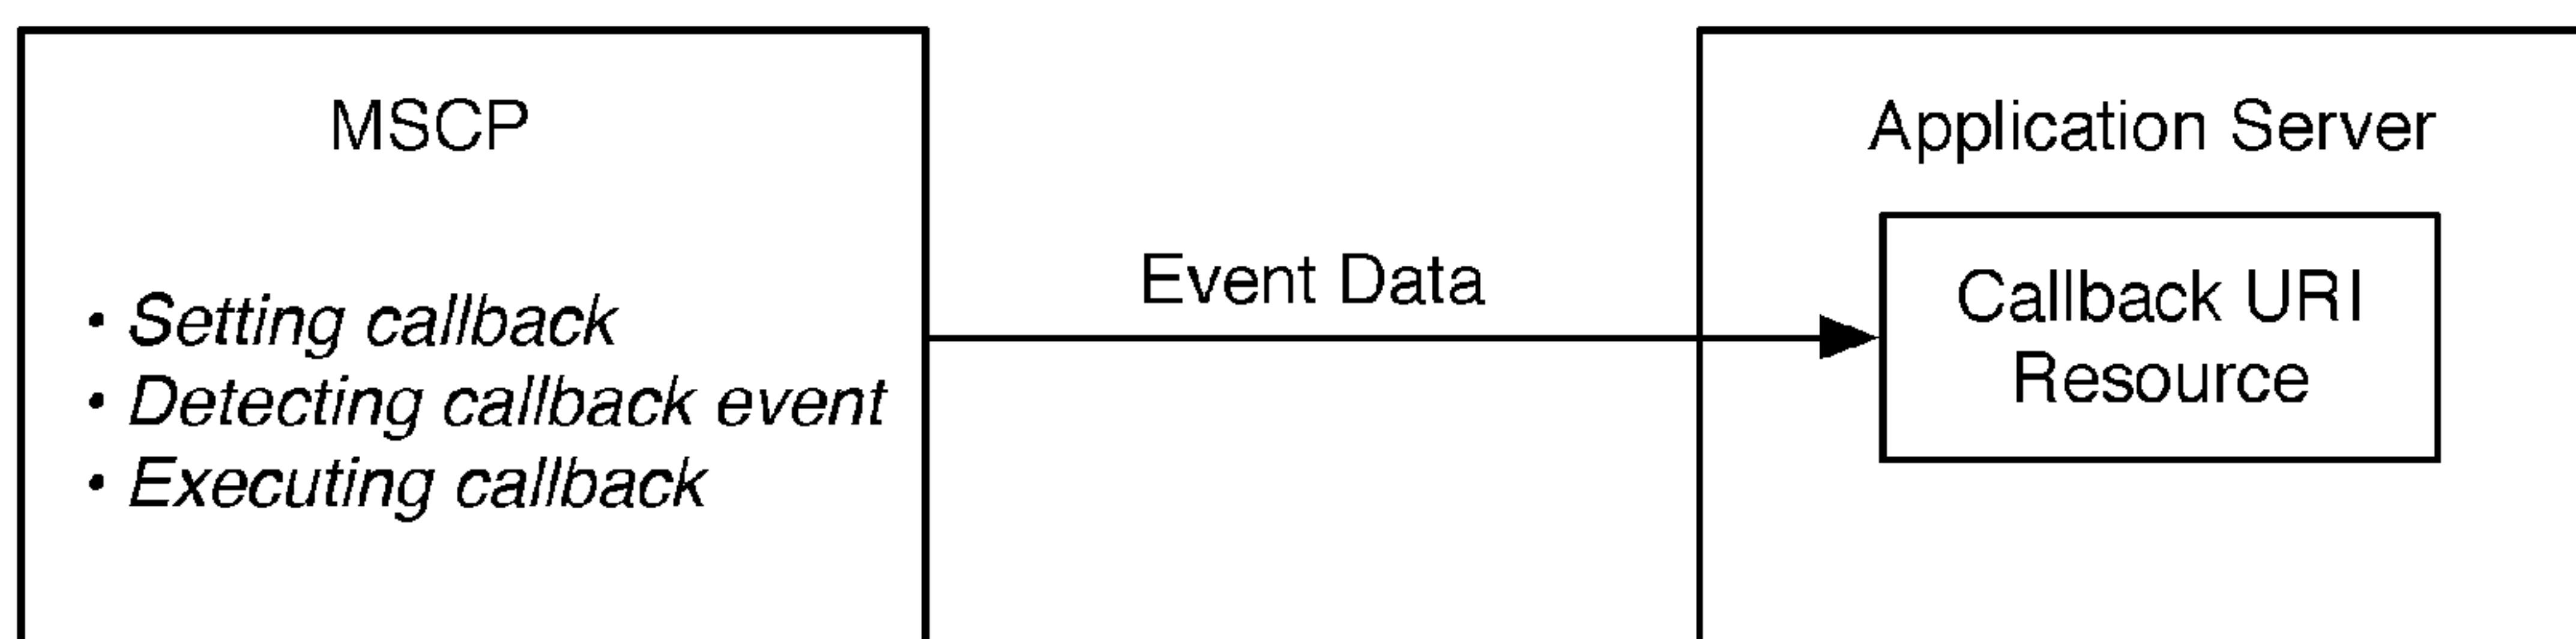 MSCP
• Setting callback
• Detecting callback event
• Executing callback
Event Data
Application Server
Callback URI
Resource